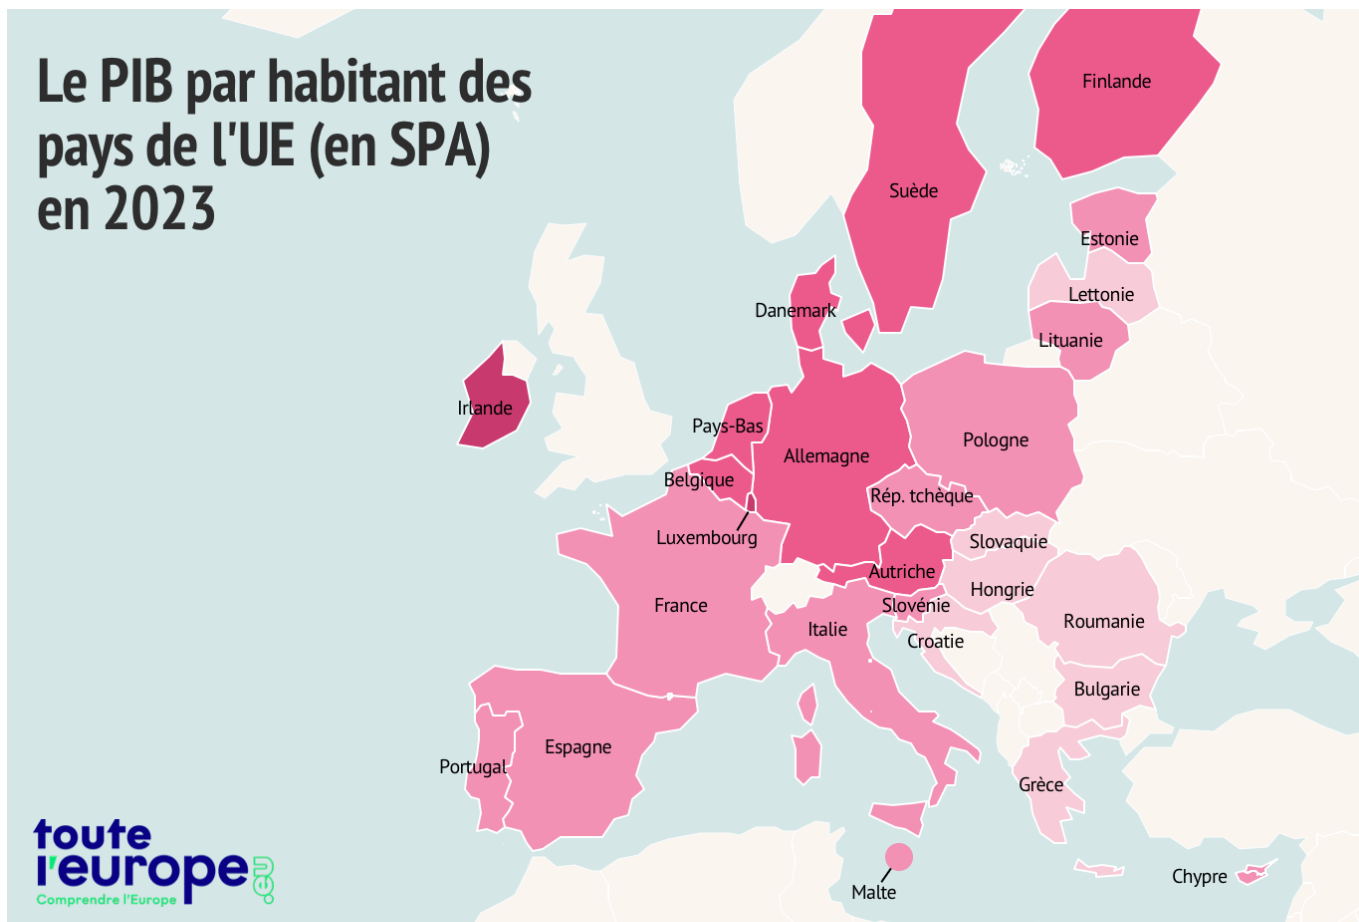 Le PIB par habitant des
pays de l'UE (en SPA)
en 2023
Finlande
Suède
Estonie
Lettonie
Danemark
Lituanie
Irlande
Pays-Bas
Pologne
Allemagne
Belgique
Rép. tchèque
Luxembourg
Slovaquie
Autriche
Hongrie
France
Slovénie
Roumanie
Italie
Croatie
Bulgarie
Espagne
Portugal
Grèce
toute
l'europe.eu
Comprendre l'Europe
Chypre
Malte